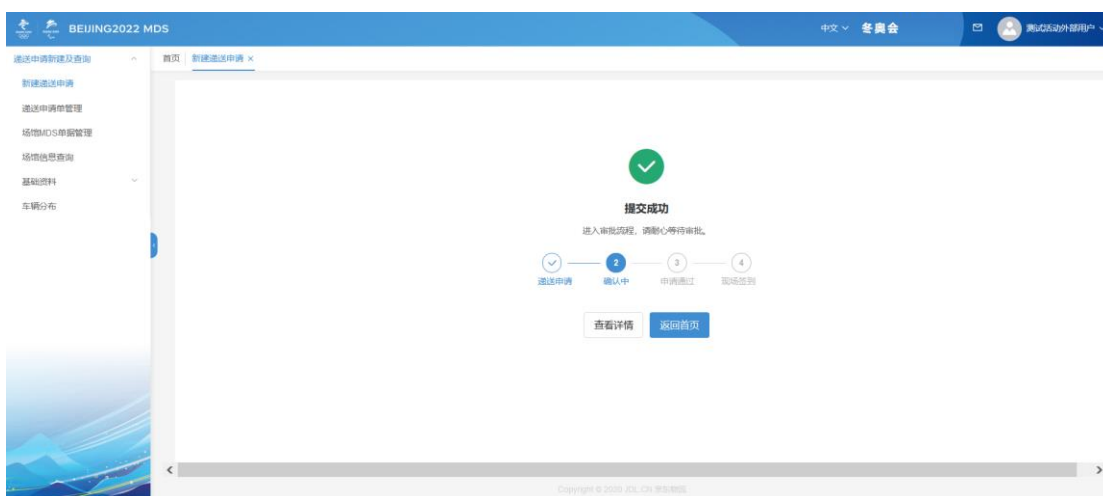 BEIJING2022 MDS
中文
冬奥会
测试活动外部用户
递送申请新建及查询
首页
新建递送申请 ×
新建递送申请
递送申请单管理
场馆MDS单据管理
场馆信息查询
基础资料
车辆分布
提交成功
进入审批流程，请耐心等待审批。
2
3
4
递送申请
确认中
申请通过
现场签到
查看详情
返回首页
Copyright © 2020 JDL.CN